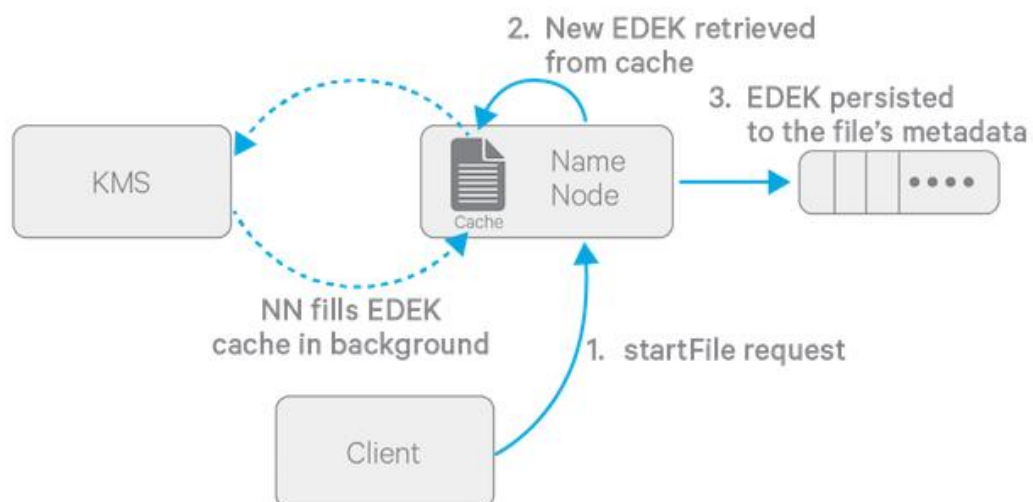 2. New EDEK retrieved
from cache
3. EDEK persisted
to the file's metadata
KMS
Name
Node
Cache
NN fills EDEK
cache in background
1. startFile request
Client